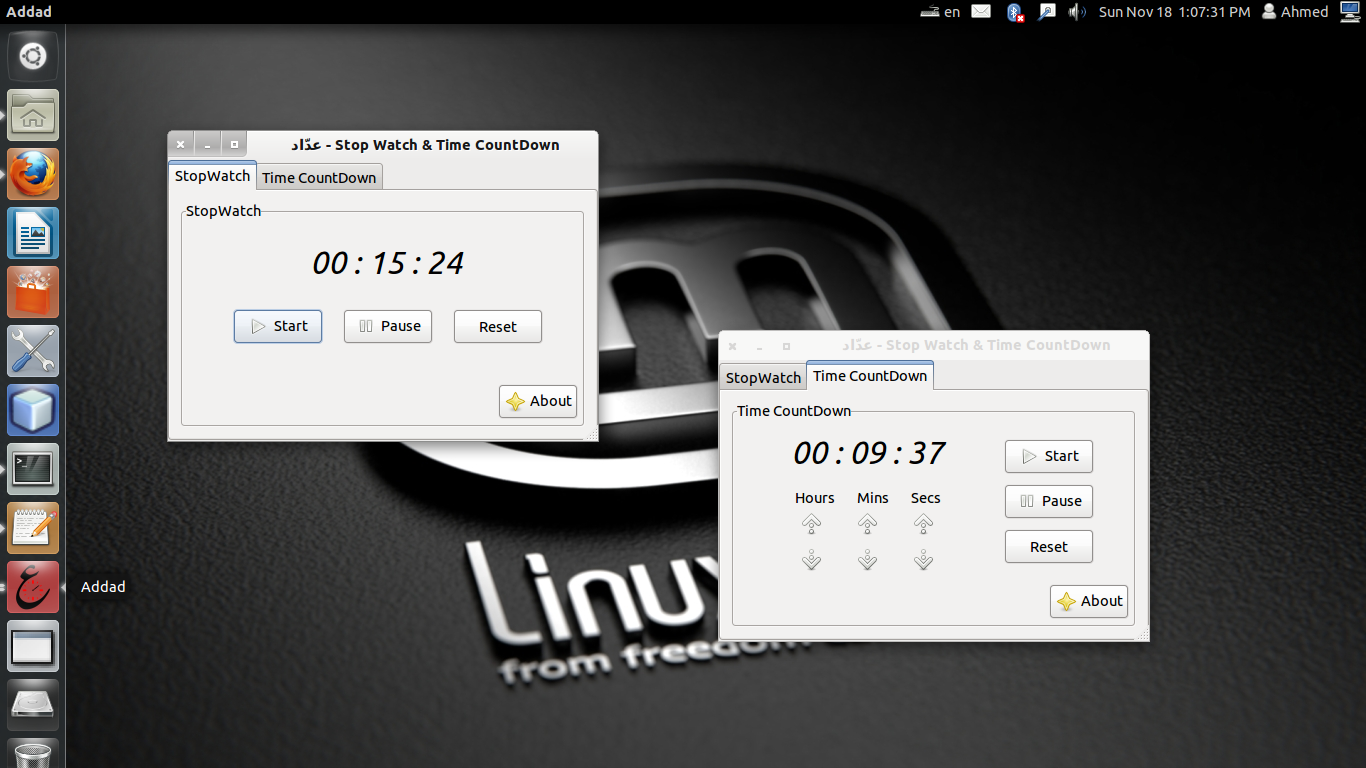 Addad
en
Sun Nov 18 1:07:31 PM
Ahmed
عدّاد - Stop Watch & Time CountDown
StopWatch
Time CountDown
StopWatch
00 : 15 : 24
Start
Pause
Reset
About
عدّاد - Stop Watch & Time CountDown
StopWatch
Time CountDown
Time CountDown
00 : 09 : 37
Hours Mins Secs
Start
Pause
Reset
About
Addad
Linux
from freedom